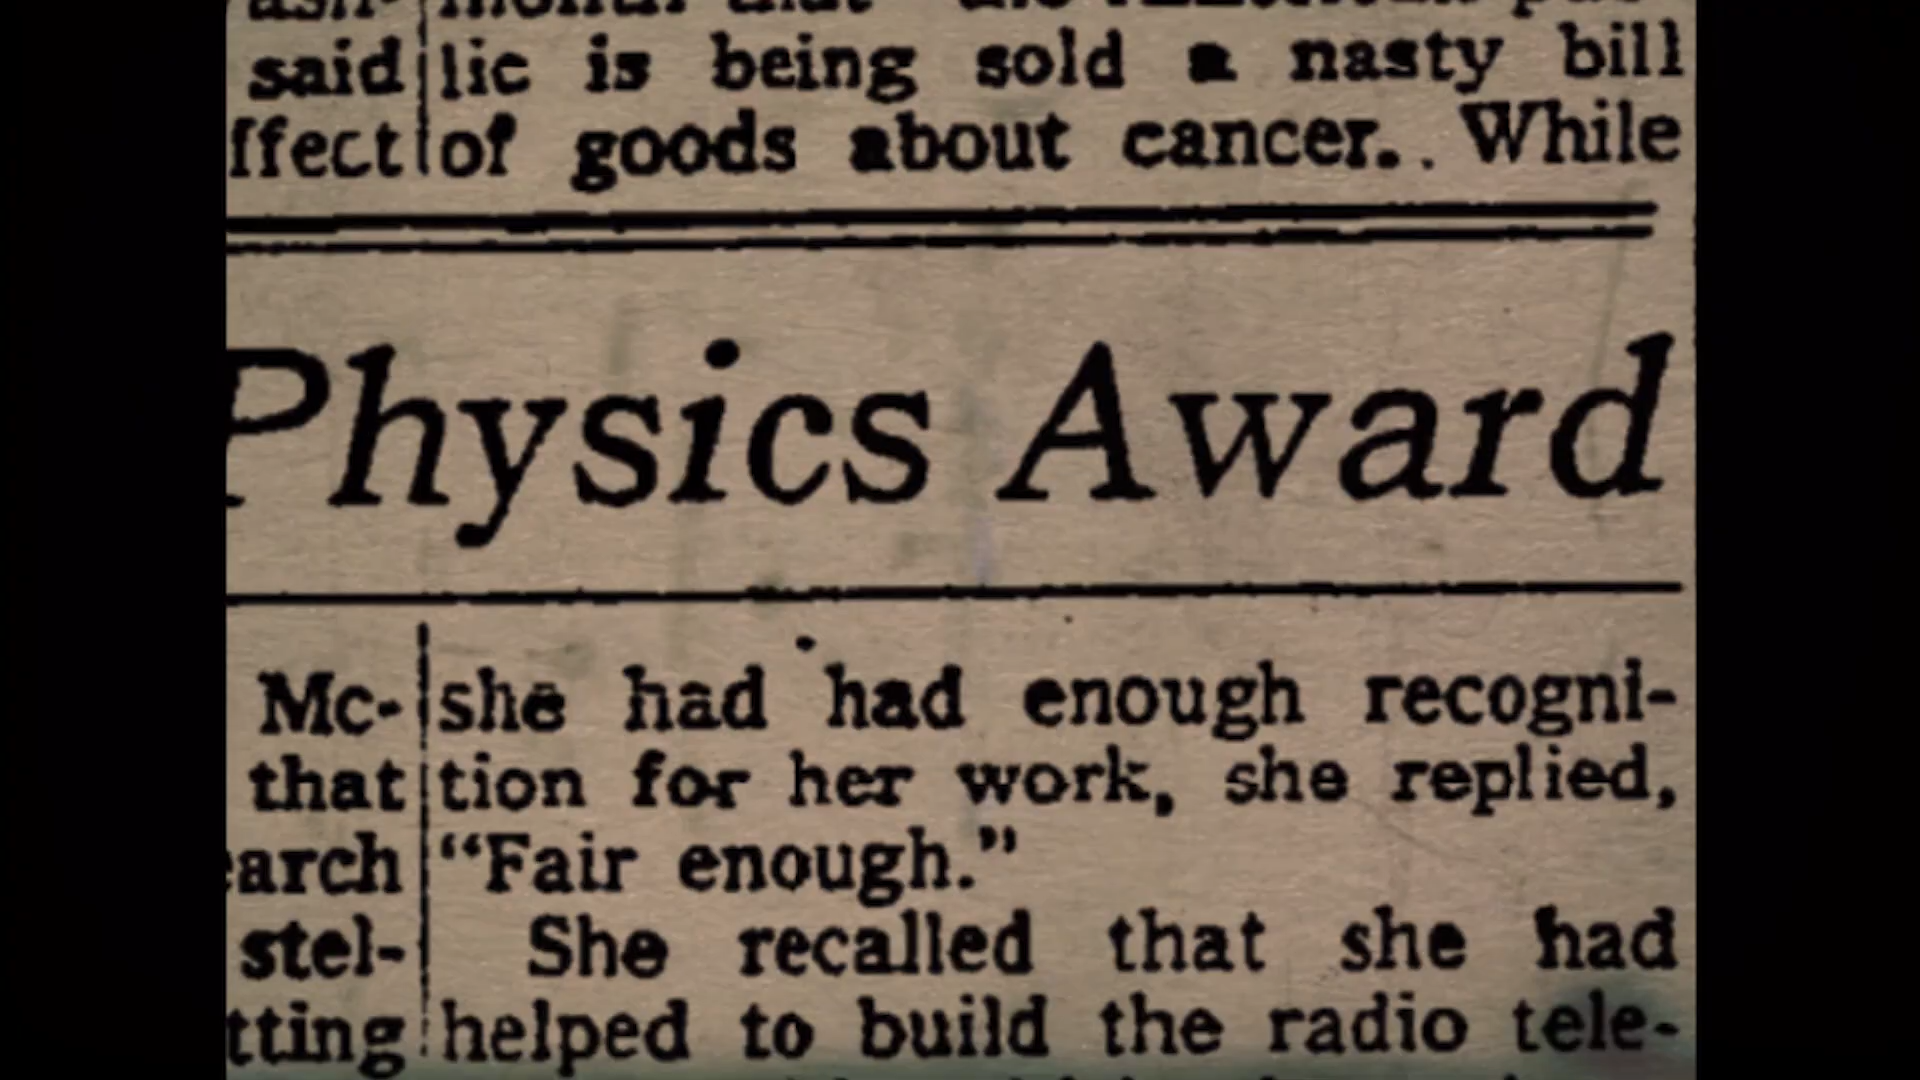 said
ffect
lic is being sold a nasty bill
of goods about cancer. . While
Physics Award
Mc-
that
earch
stel-
tting
she had had enough recogni-
tion for her work, she replied,
“Fair enough.”
She recalled that she had
helped to build the radio tele-